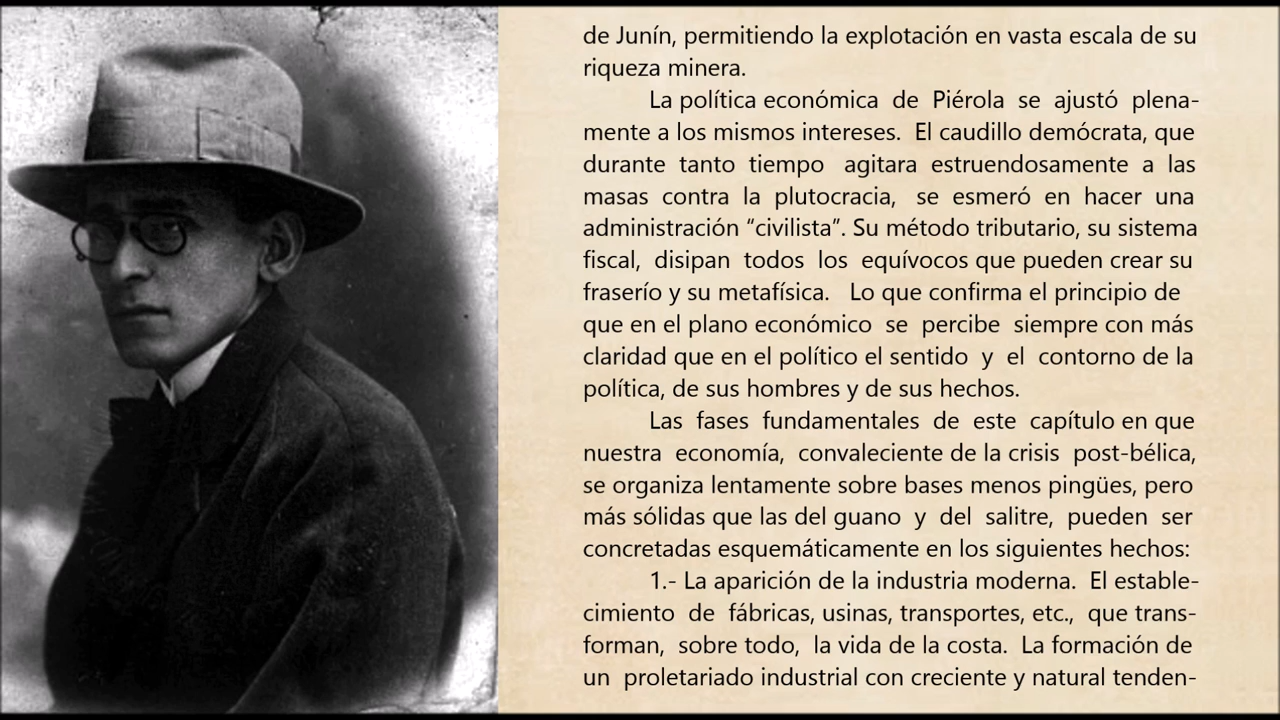 de Junín, permitiendo la explotación en vasta escala de su
riqueza minera.
La política económica de Piérola se ajustó plena-
mente a los mismos intereses. El caudillo demócrata, que
durante tanto tiempo agitara estruendosamente a las
masas contra la plutocracia, se esmeró en hacer una
administración “civilista”. Su método tributario, su sistema
fiscal, disipan todos los equívocos que pueden crear su
fraserío y su metafísica. Lo que confirma el principio de
que en el plano económico se percibe siempre con más
claridad que en el político el sentido y el contorno de la
política, de sus hombres y de sus hechos.
Las fases fundamentales de este capítulo en que
nuestra economía, convaleciente de la crisis post-bélica,
se organiza lentamente sobre bases menos pingües, pero
más sólidas que las del guano y del salitre, pueden ser
concretadas esquemáticamente en los siguientes hechos:
1.- La aparición de la industria moderna. El estable-
cimiento de fábricas, usinas, transportes, etc., que trans-
forman, sobre todo, la vida de la costa. La formación de
un proletariado industrial con creciente y natural tenden-